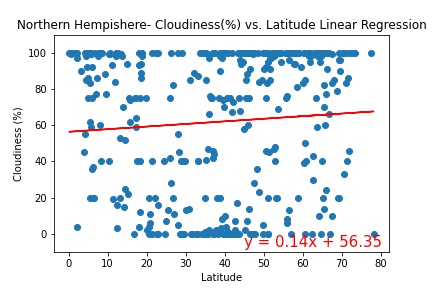 Northern Hempishere- Cloudiness(%) vs. Latitude Linear Regression
100
80
60
40
20
0
Cloudiness (%)
y = 0.14x + 56.35
0 10 20 30 40 50 60 70 80
Latitude